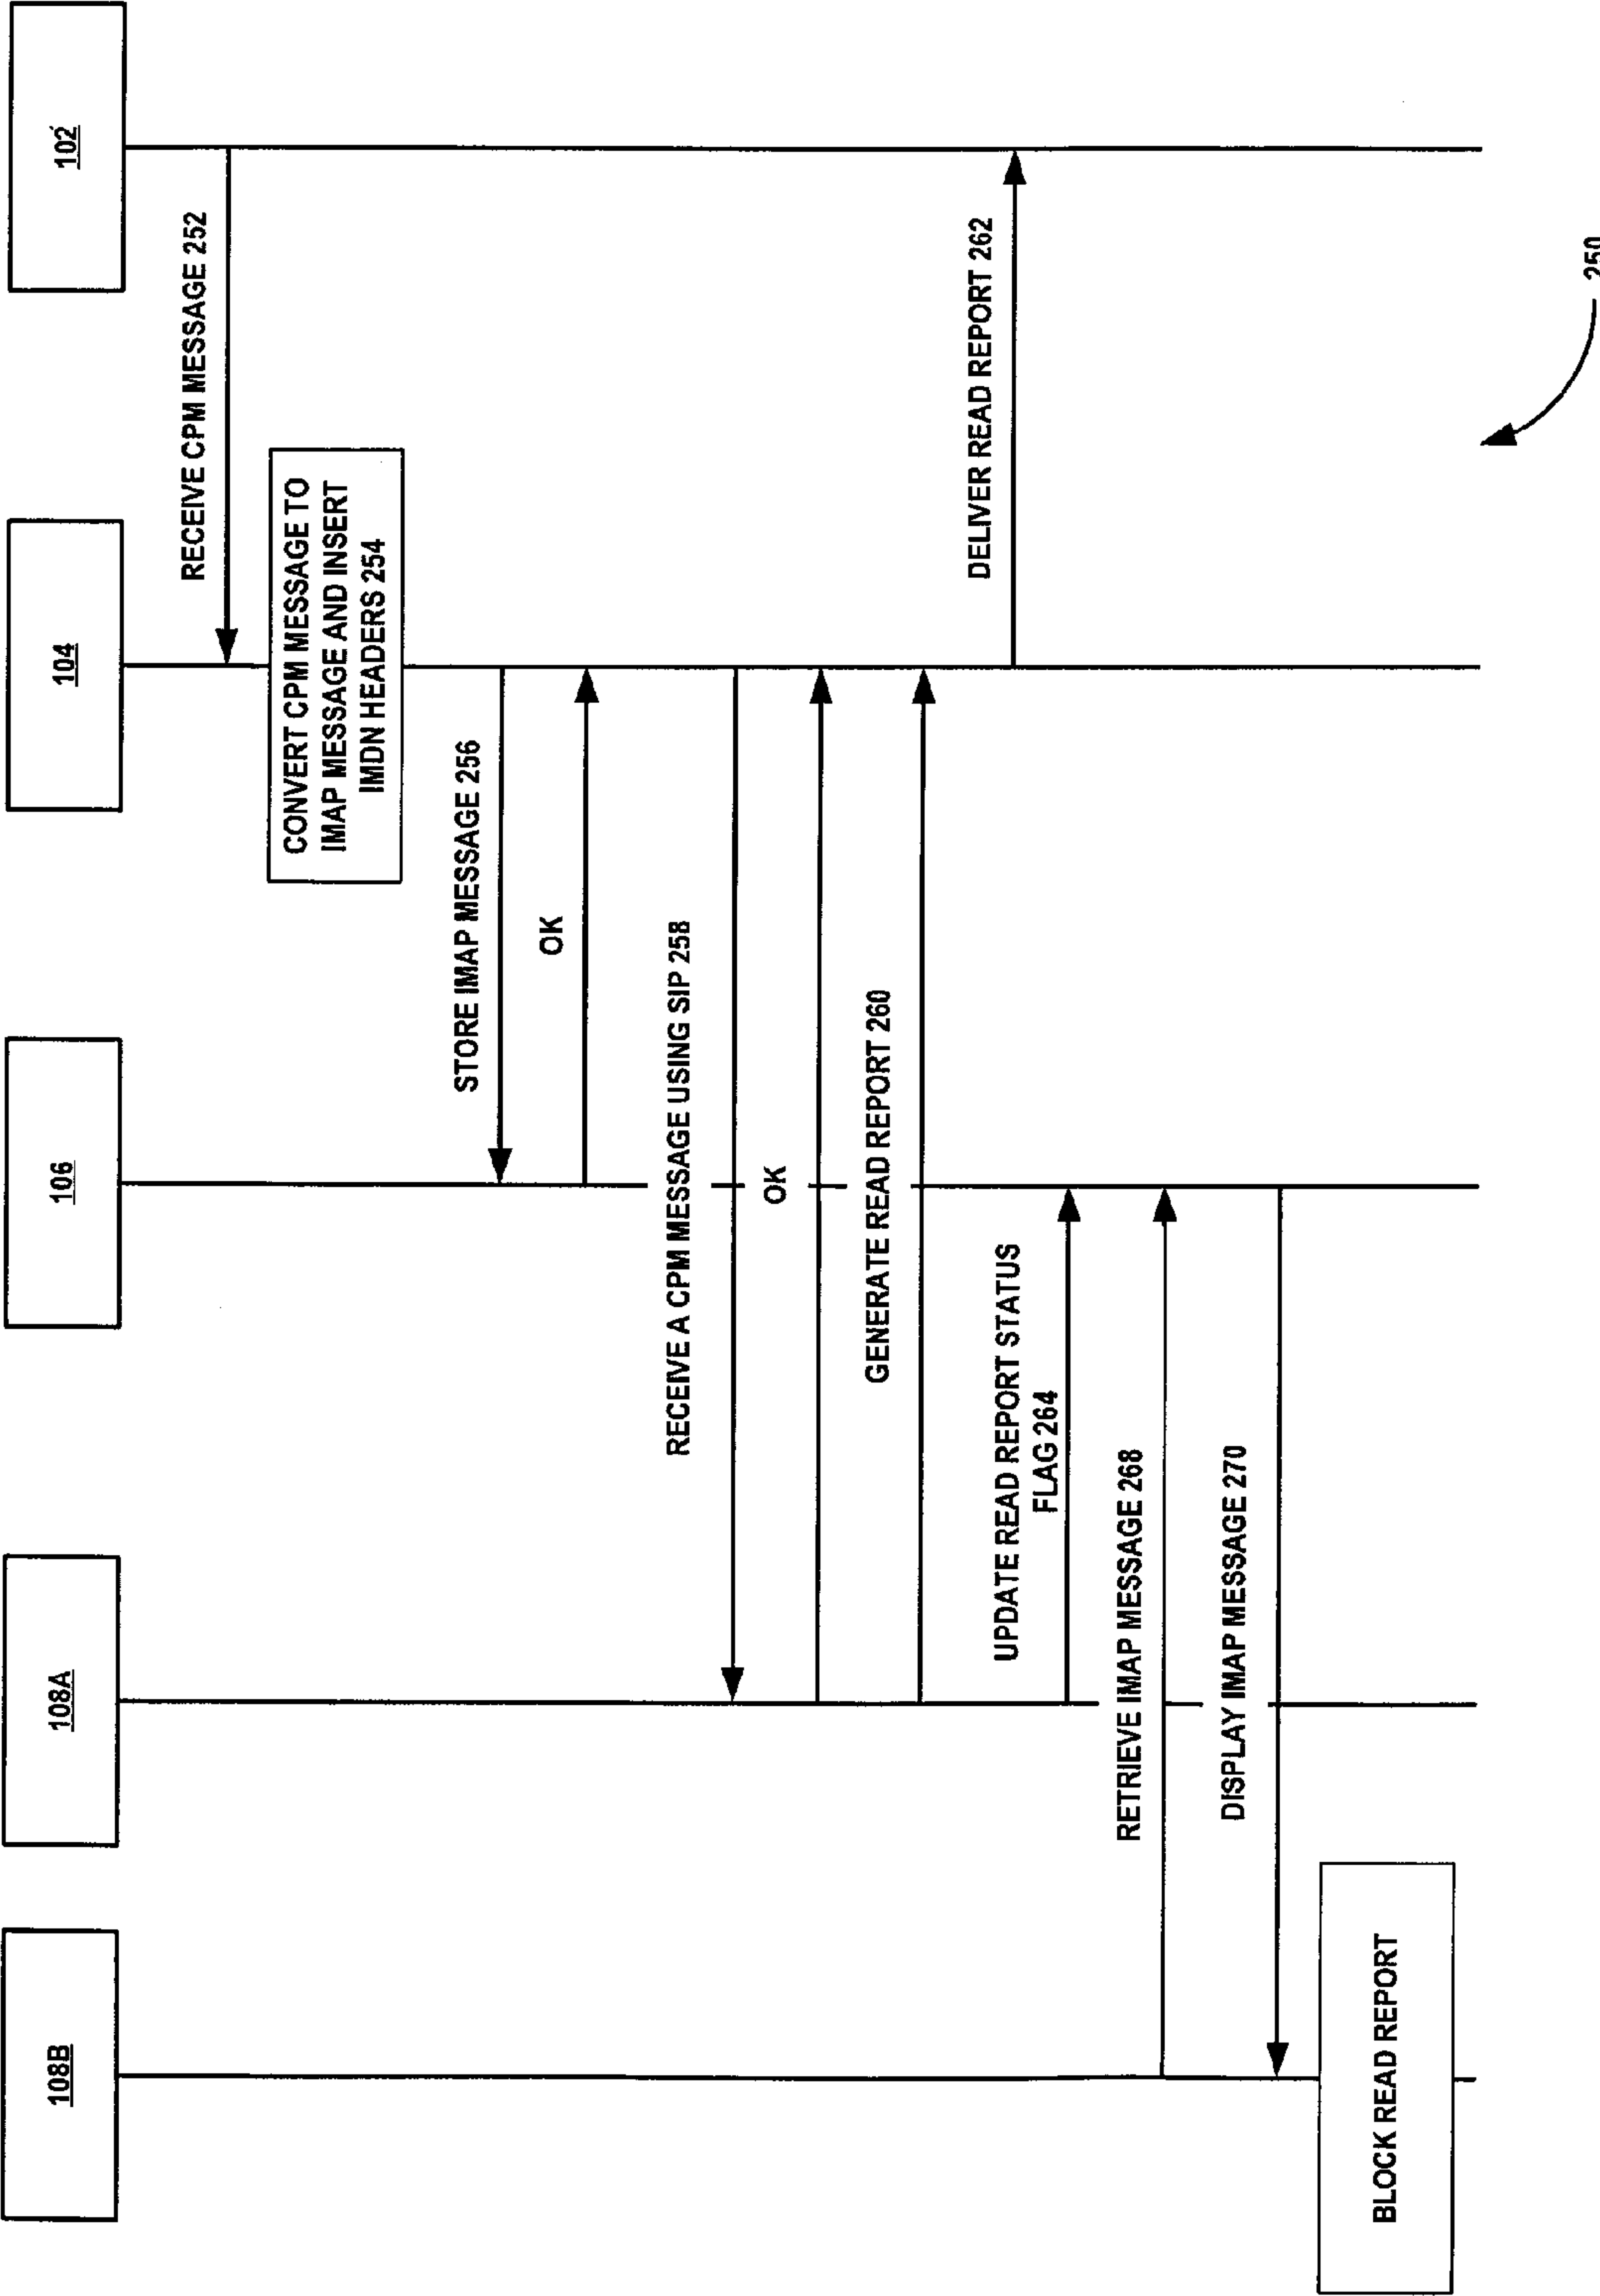 108B
108A
106
104
102
RECEIVE CPM MESSAGE 252
CONVERT CPM MESSAGE TO
IMAP MESSAGE AND INSERT
IMDN HEADERS 254
STORE IMAP MESSAGE 256
OK
RECEIVE A CPM MESSAGE USING SIP 258
OK
GENERATE READ REPORT 260
DELIVER READ REPORT 262
UPDATE READ REPORT STATUS
FLAG 264
RETRIEVE IMAP MESSAGE 268
DISPLAY IMAP MESSAGE 270
BLOCK READ REPORT
250